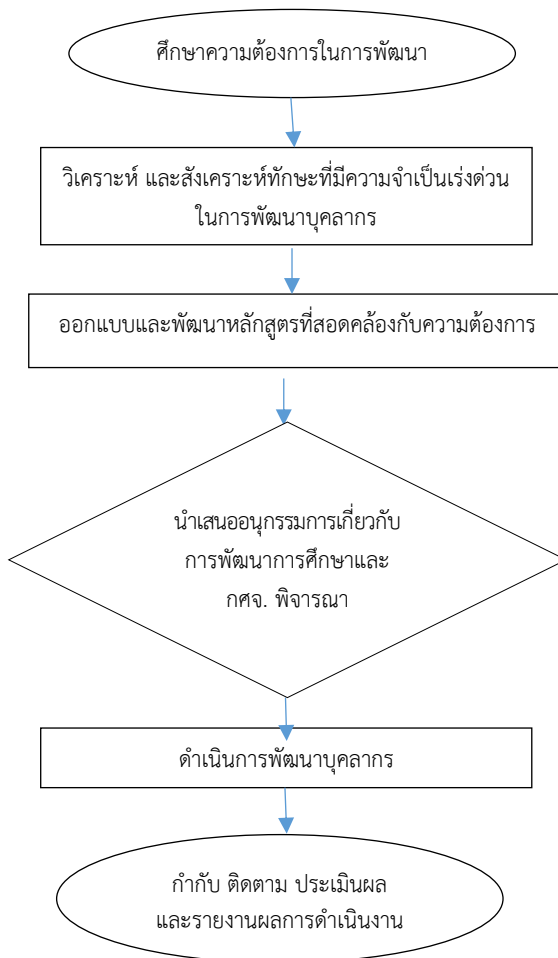 ศึกษาความต้องการในการพัฒนา
วิเคราะห์ และสังเคราะห์ทักษะที่มีความจำเป็นเร่งด่วน
ในการพัฒนาบุคลากร
ออกแบบและพัฒนาหลักสูตรที่สอดคล้องกับความต้องการ
นำเสนออนุกรรมการเกี่ยวกับ
การพัฒนาการศึกษาและ
กศจ. พิจารณา
ดำเนินการพัฒนาบุคลากร
กำกับ ติดตาม ประเมินผล
และรายงานผลการดำเนินงาน